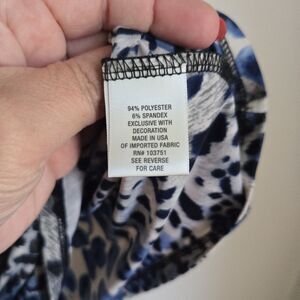 94% POLYESTER
6% SPANDEX
EXCLUSIVE WITH
DECORATION
MADE IN USA
OF IMPORTED FABRIC
RN# 103751
SEE REVERSE
FOR CARE